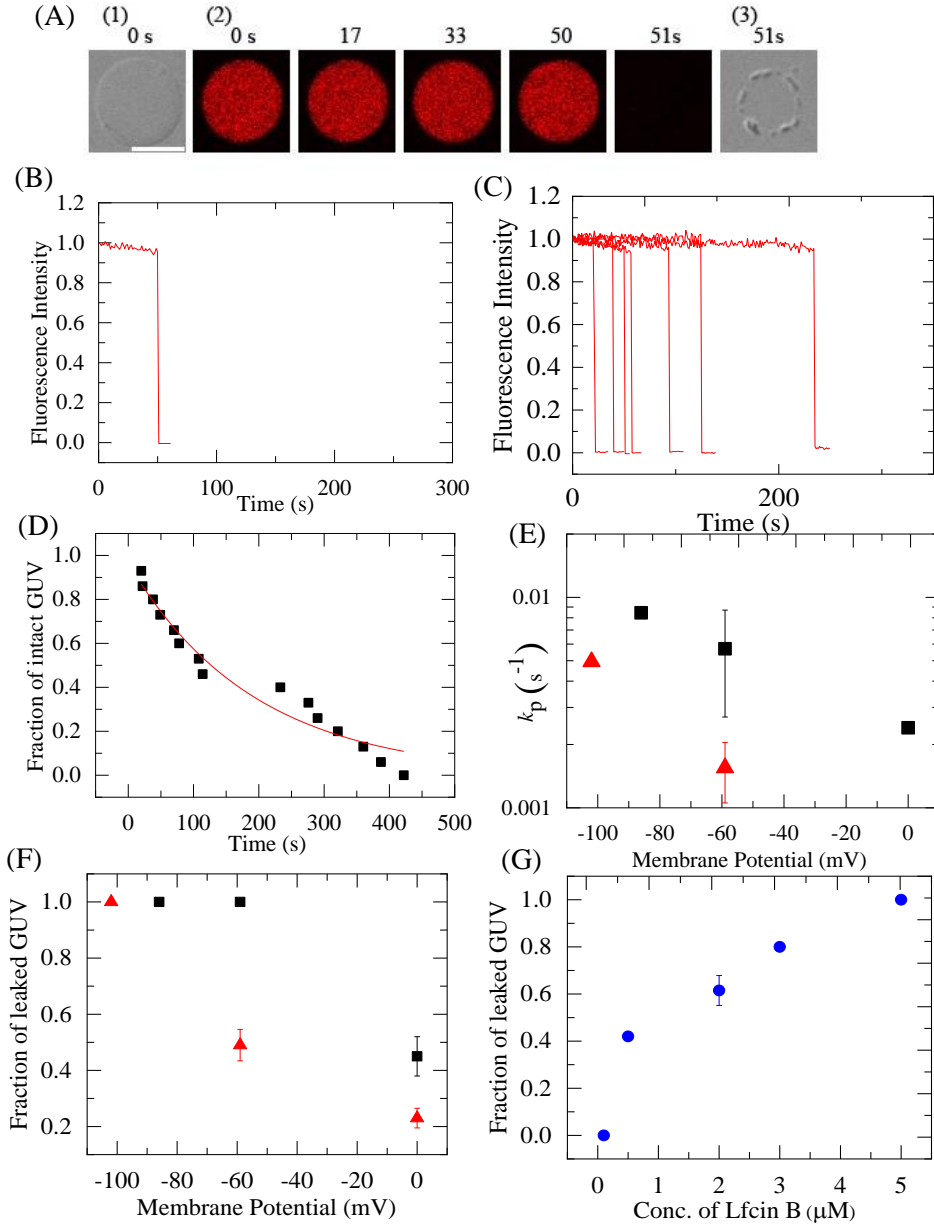 (A)
(1) (2) (3)
0 s 0 s 17 33 50 51s 51s
(B)
1.2
1.0
0.8
0.6
0.4
0.2
0.0
Fluorescence Intensity
0 100 200 300
Time (s)
(C)
1.2
1.0
0.8
0.6
0.4
0.2
0.0
Fluorescence Intensity
0 200
Time (s)
(D)
1.0
0.8
0.6
0.4
0.2
0.0
Fraction of intact GUV
0 100 200 300 400 500
Time (s)
(E)
0.01
0.001
kp (s⁻¹)
-100 -80 -60 -40 -20 0
Membrane Potential (mV)
(F)
1.0
0.8
0.6
0.4
0.2
Fraction of leaked GUV
-100 -80 -60 -40 -20 0
Membrane Potential (mV)
(G)
1.0
0.8
0.6
0.4
0.2
0.0
Fraction of leaked GUV
0 1 2 3 4 5
Conc. of Lfcin B (μM)